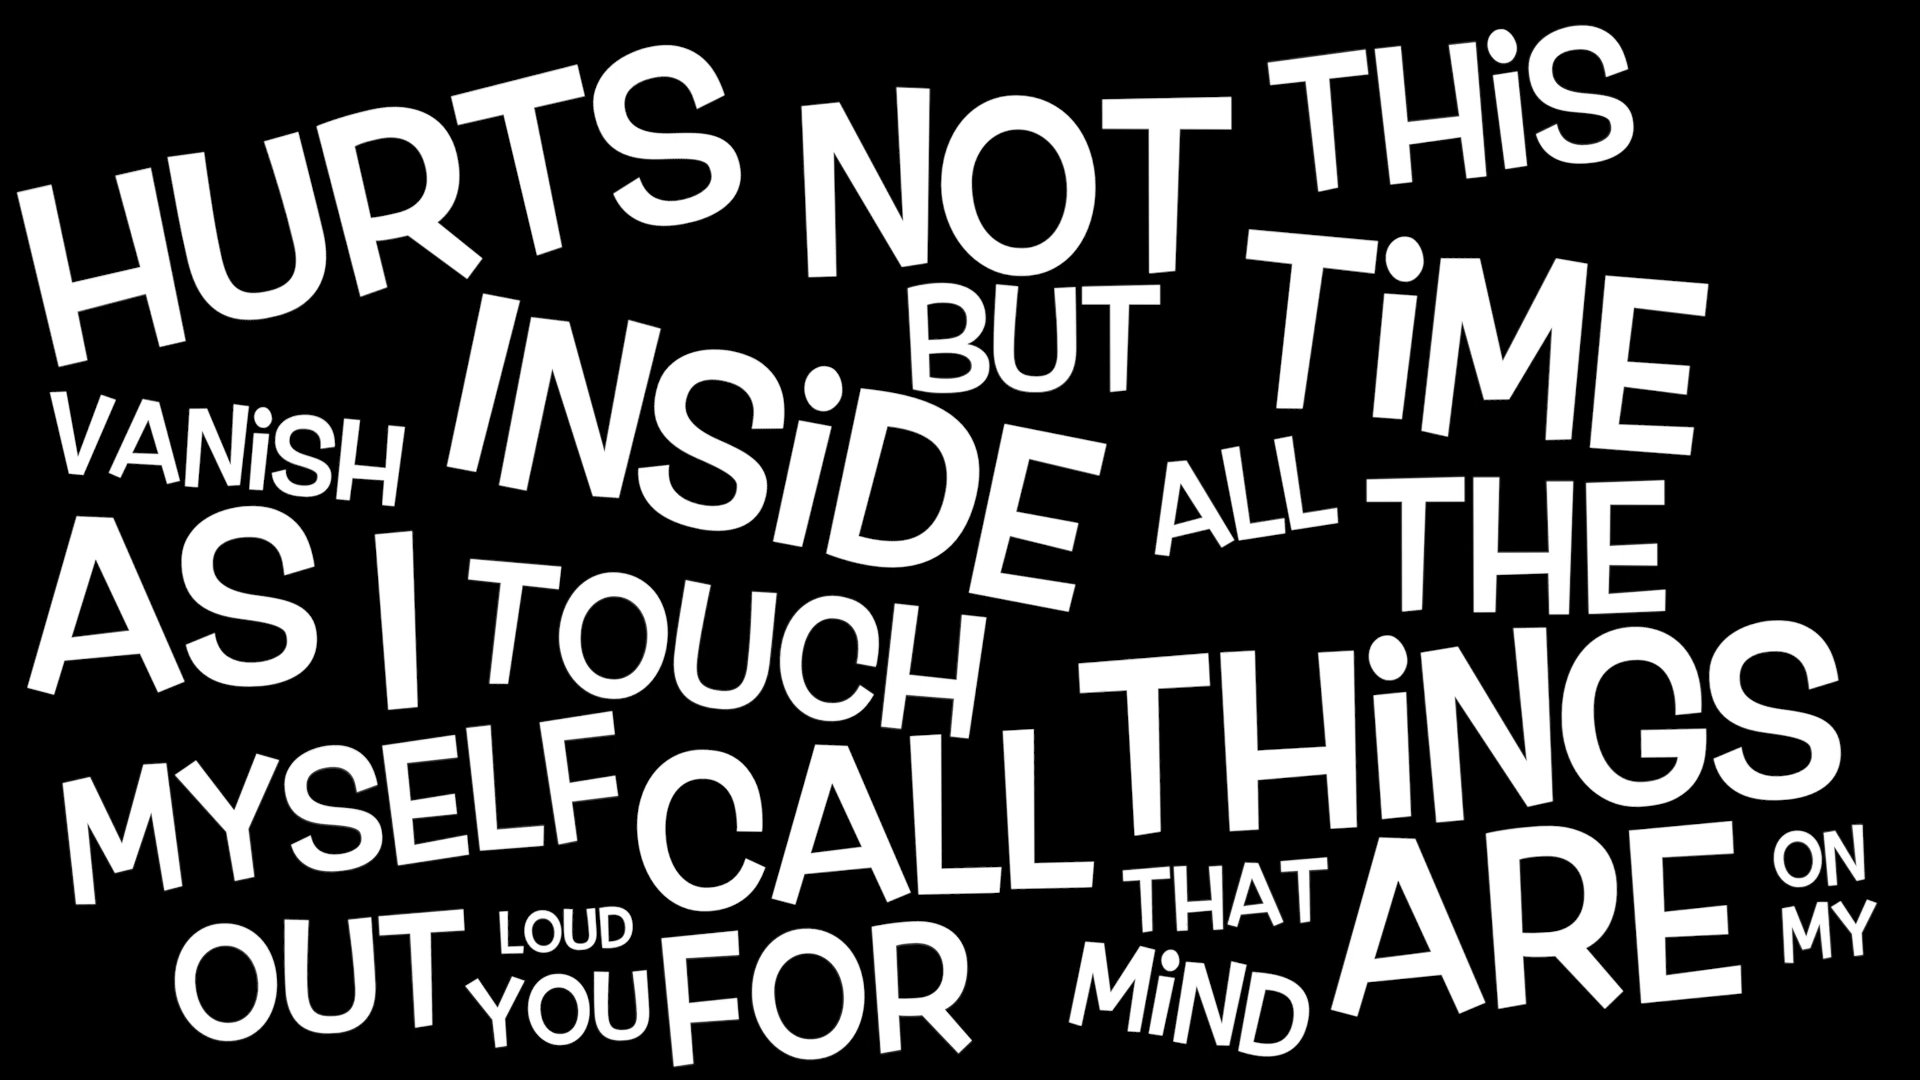 HURTS NOT THiS
BUT TiME
VANiSH INSiDE ALL THE
AS I TOUCH THiNGS
MYSELF CALL THAT ARE ON
OUT LOUD MiND MY
YOU FOR